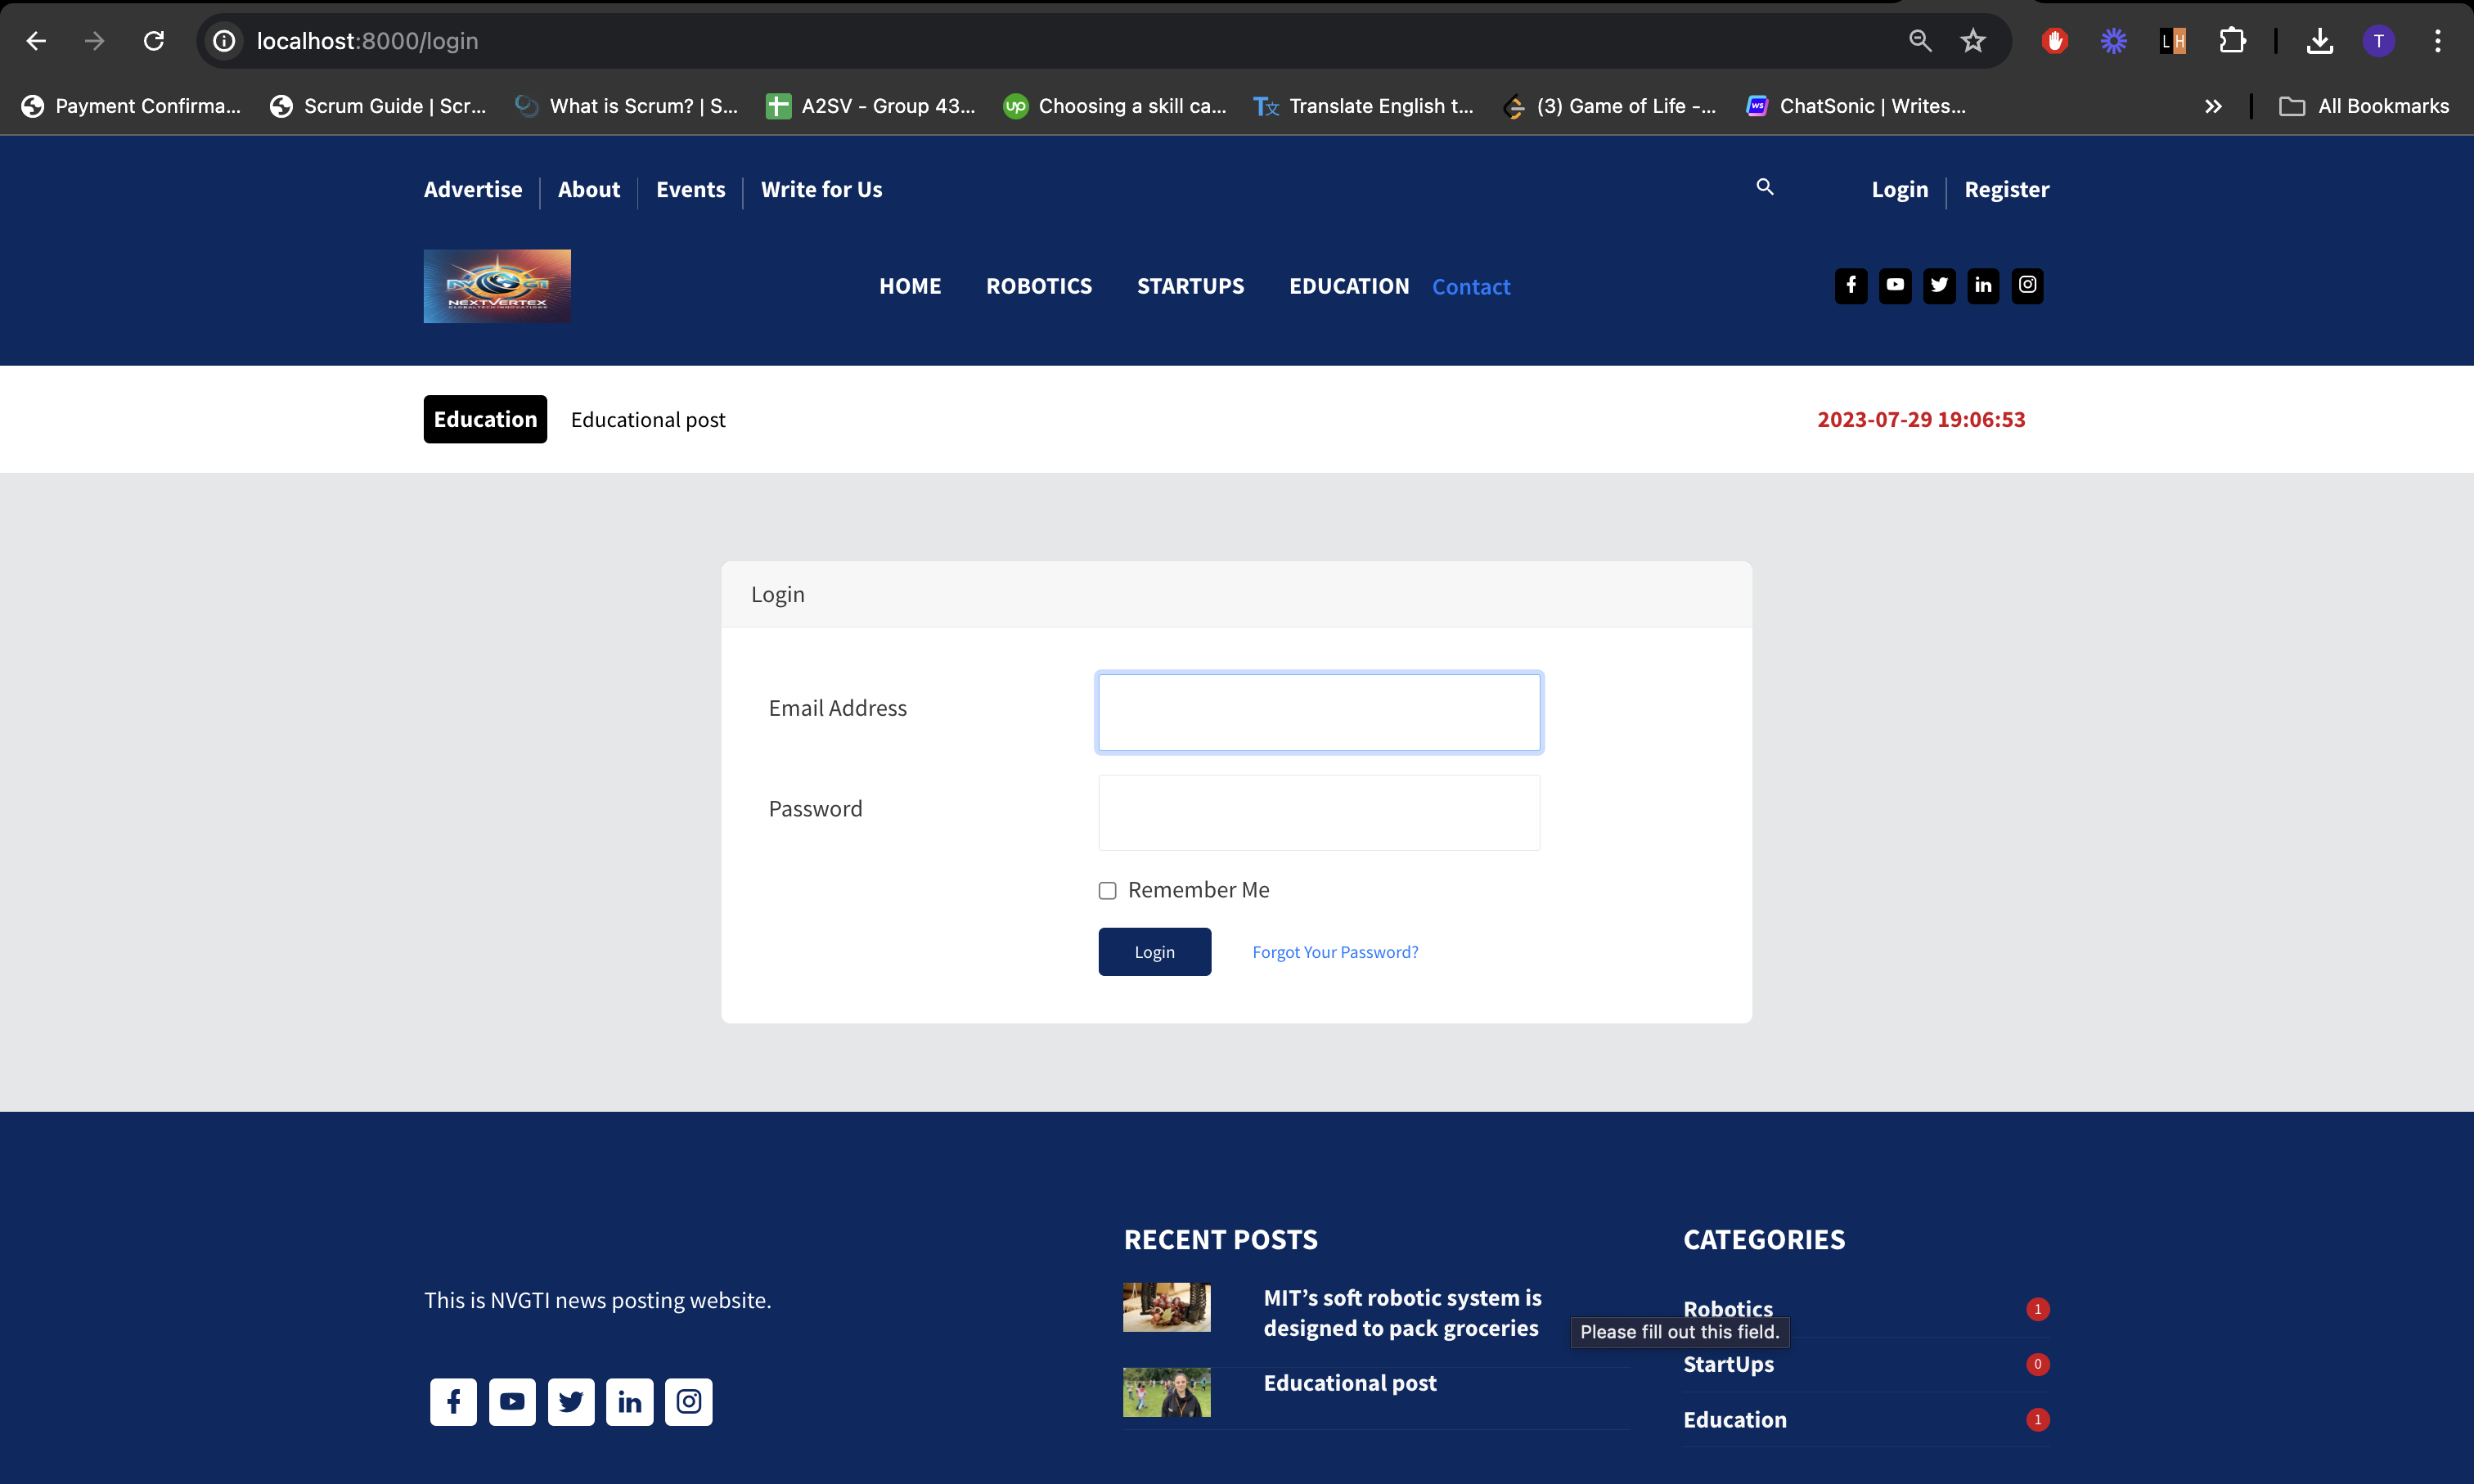 localhost:8000/login
T
Payment Confirma...
Scrum Guide | Scr...
What is Scrum? | S...
A2SV - Group 43...
up
Choosing a skill ca...
Translate English t...
(3) Game of Life -...
ws
ChatSonic | Writes...
All Bookmarks
Advertise
About
Events
Write for Us
Login
Register
NEXTVERTEX
HOME
ROBOTICS
STARTUPS
EDUCATION
Contact
Education
Educational post
2023-07-29 19:06:53
Login
Email Address
Password
Remember Me
Login
Forgot Your Password?
This is NVGTI news posting website.
RECENT POSTS
MIT’s soft robotic system is
designed to pack groceries
Educational post
CATEGORIES
Robotics
1
Please fill out this field.
StartUps
0
Education
1